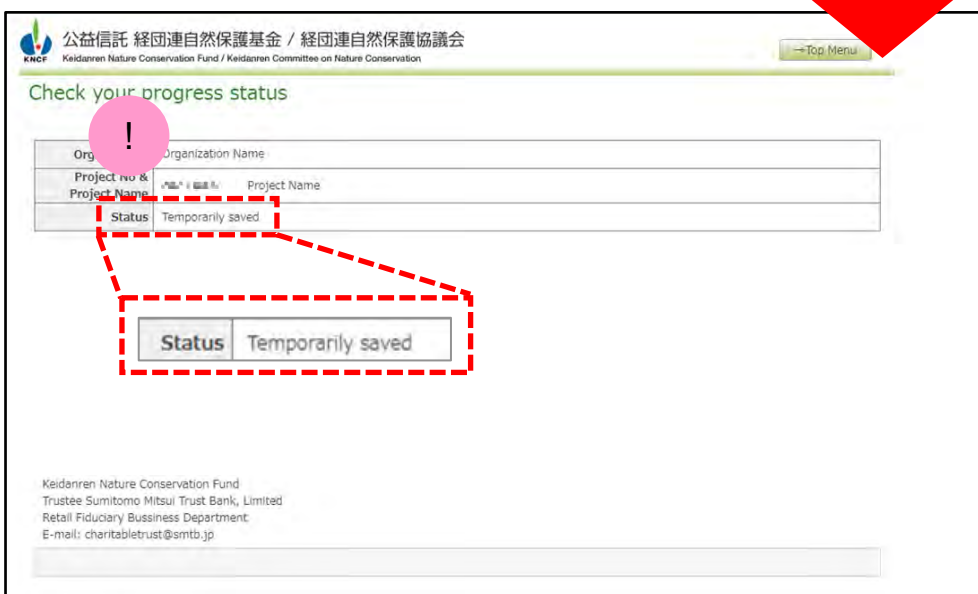 KNCF
公益信託 経団連自然保護基金 / 経団連自然保護協議会
Keidanren Nature Conservation Fund / Keidanren Committee on Nature Conservation
→Top Menu
Check your progress status
!
Org
Organization Name
Project No &
Project Name
Project Name
Status Temporarily saved
Status Temporarily saved
Keidanren Nature Conservation Fund
Trustee Sumitomo Mitsui Trust Bank, Limited
Retail Fiduciary Bussiness Department
E-mail: charitabletrust@smtb.jp